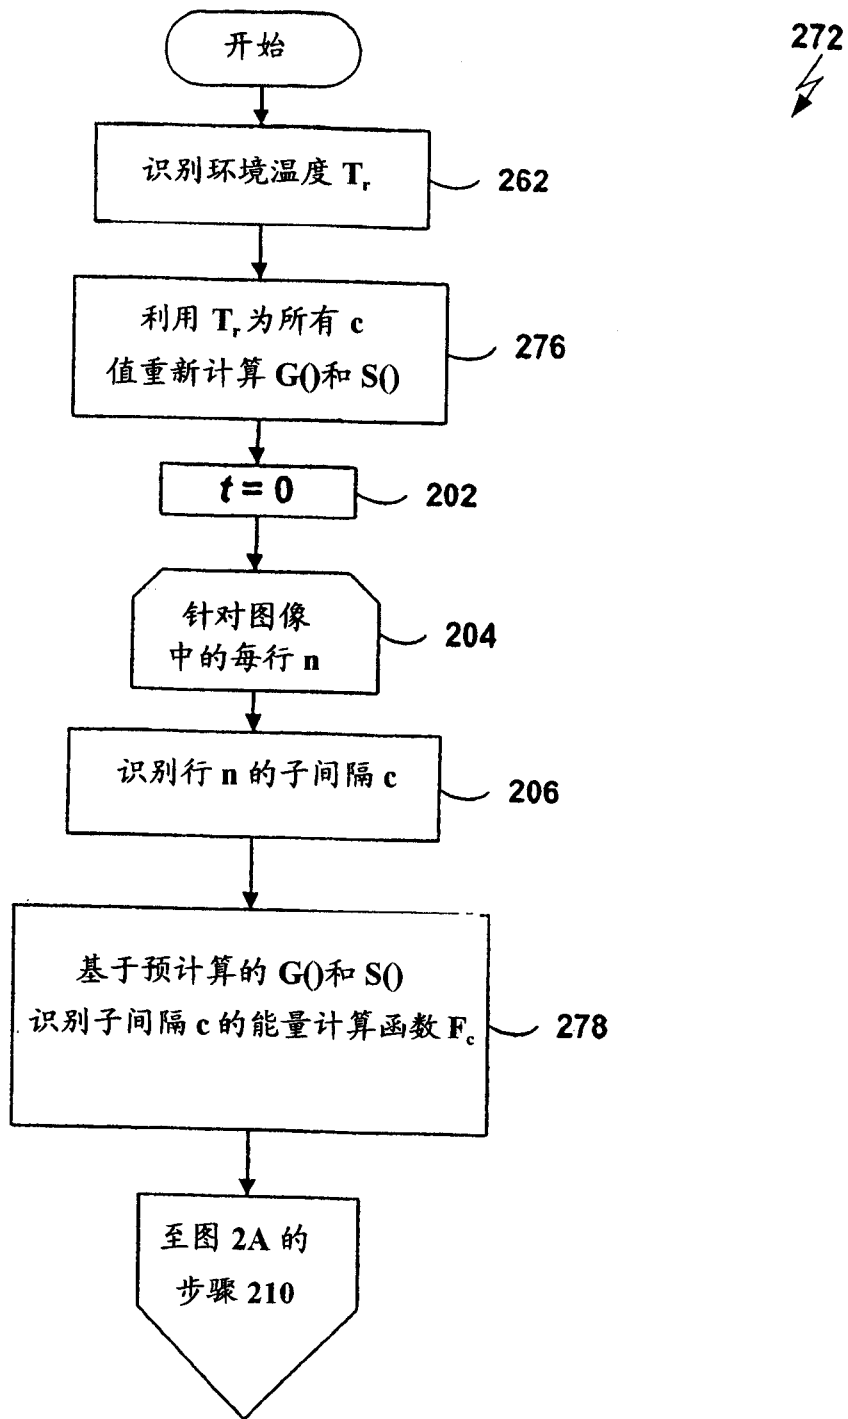 开始
272
识别环境温度 Tr
262
利用 Tr 为所有 c
值重新计算 G()和 S()
276
t = 0
202
针对图像
中的每行 n
204
识别行 n 的子间隔 c
206
基于预计算的 G()和 S()
识别子间隔 c 的能量计算函数 Fc
278
至图 2A 的
步骤 210